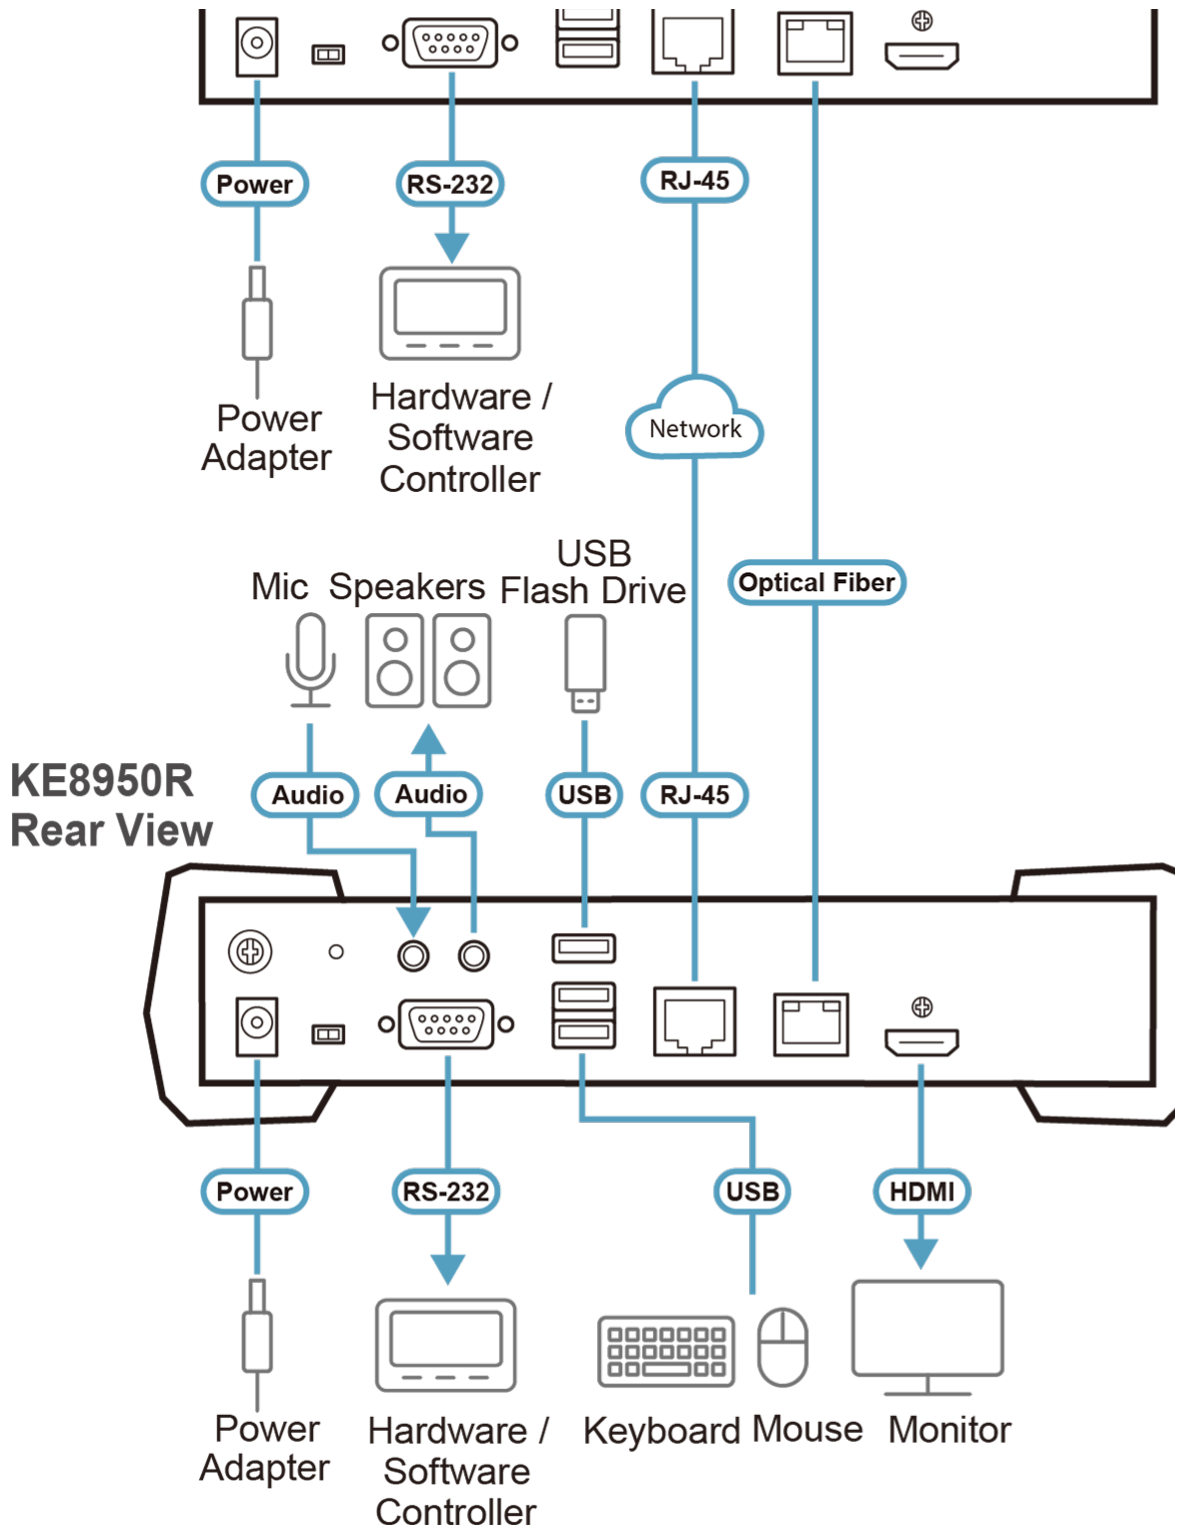 Power
RS-232
RJ-45
Power
Adapter
Hardware /
Software
Controller
Network
Optical Fiber
Mic
Speakers
USB
Flash Drive
KE8950R
Rear View
Audio
Audio
USB
RJ-45
Power
RS-232
USB
HDMI
Power
Adapter
Hardware /
Software
Controller
Keyboard
Mouse
Monitor